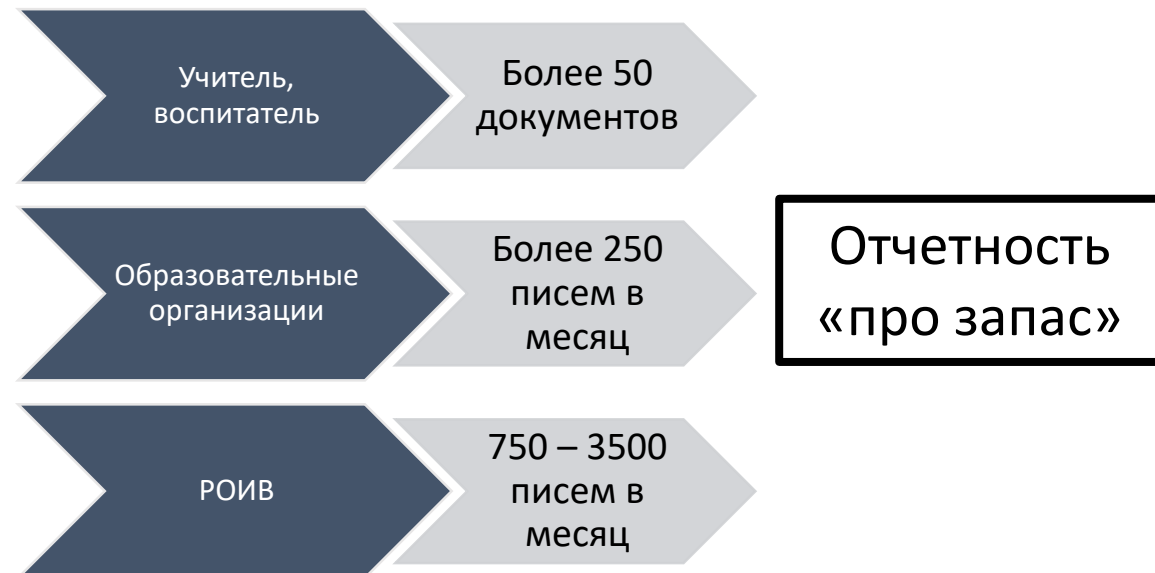 Учитель,
воспитатель
Более 50
документов
Образовательные
организации
Более 250
писем в
месяц
РОИВ
750 – 3500
писем в
месяц
Отчетность
«про запас»